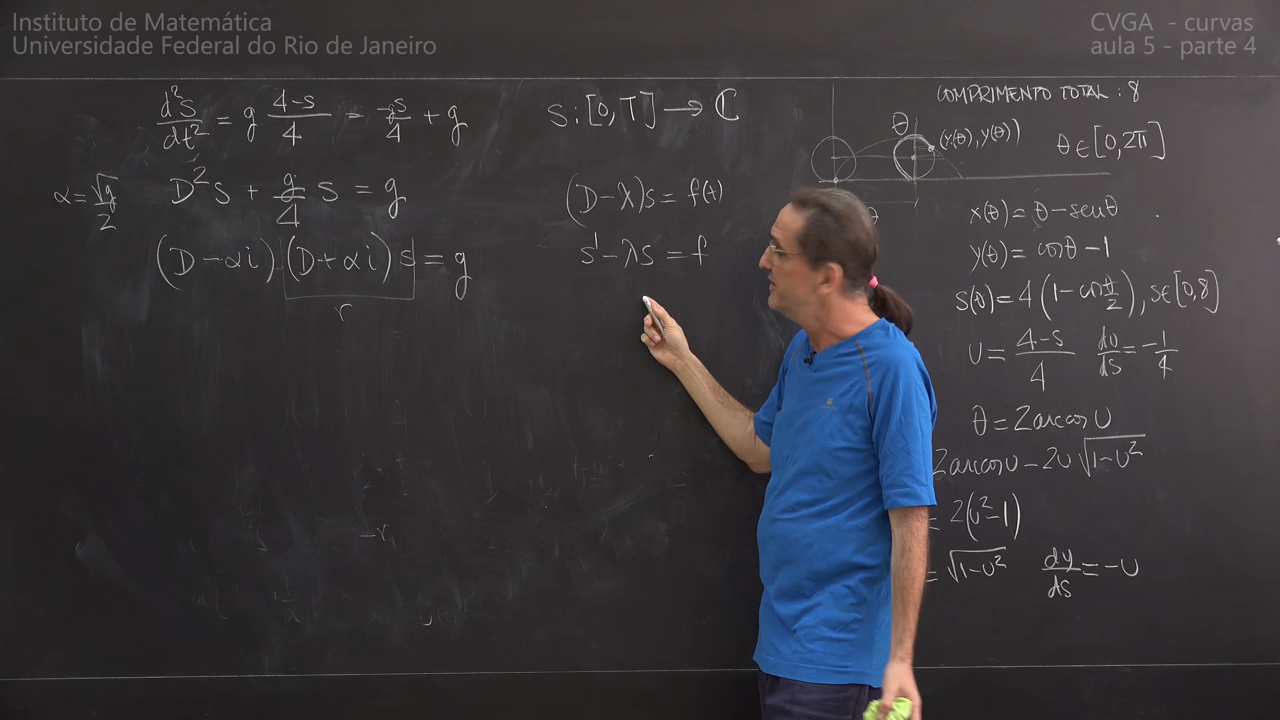 Instituto de Matemática
Universidade Federal do Rio de Janeiro
CVGA - curvas
aula 5 - parte 4
d²s/dt² = g (4-s)/4 = -gs/4 + g
α = √g/2
D²s + g/4 s = g
(D - αi) (D + αi) s = g
r
s : [0,T] → ℂ
(D - λ)s = f(t)
s' - λs = f
COMPRIMENTO TOTAL : 8
θ
(x(θ), y(θ))
θ ∈ [0,2π]
x(θ) = θ - senθ
y(θ) = cosθ - 1
s(θ) = 4(1 - cos θ/2), s ∈ [0,8]
U = (4-s)/4 du/ds = -1/4
θ = 2arcos U
2arcos U - 2U √(1-U²)
= 2(U²-1)
= √(1-U²) dy/ds = -U